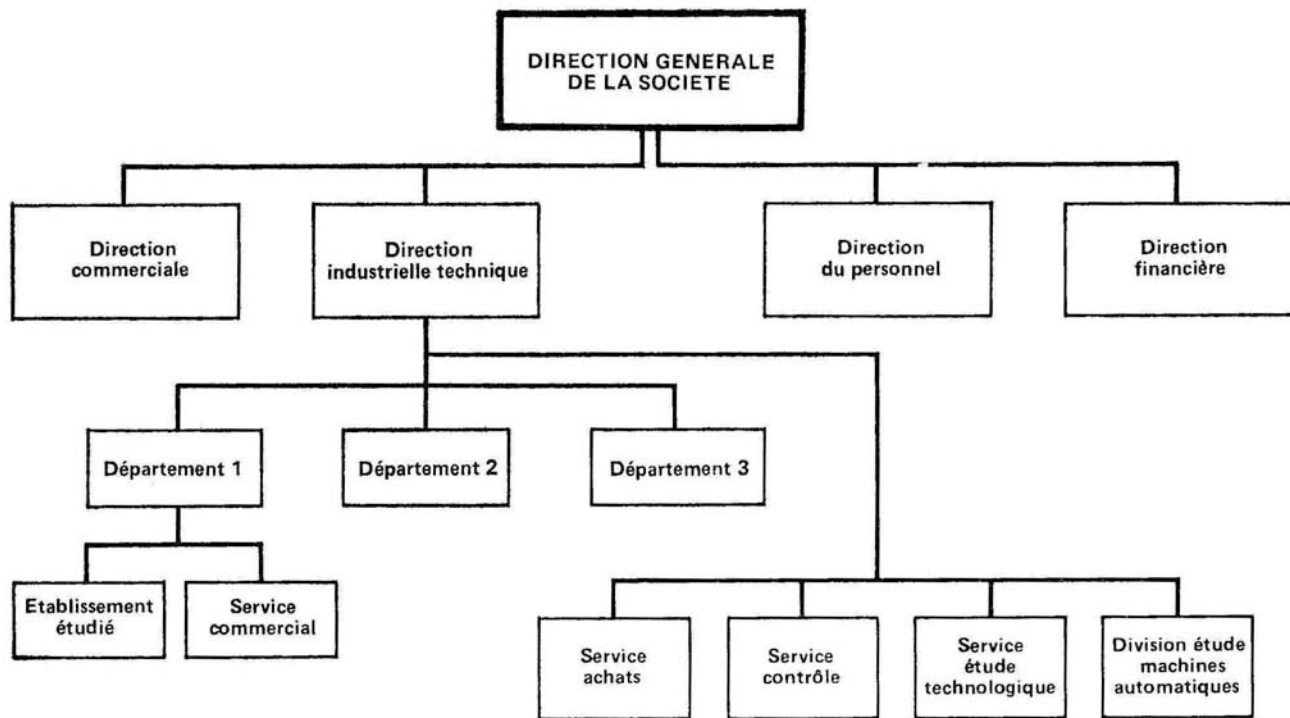 DIRECTION GENERALE
DE LA SOCIETE
Direction
commerciale
Direction
industrielle technique
Direction
du personnel
Direction
financière
Département 1
Département 2
Département 3
Etablissement
étudié
Service
commercial
Service
achats
Service
contrôle
Service
étude
technologique
Division étude
machines
automatiques